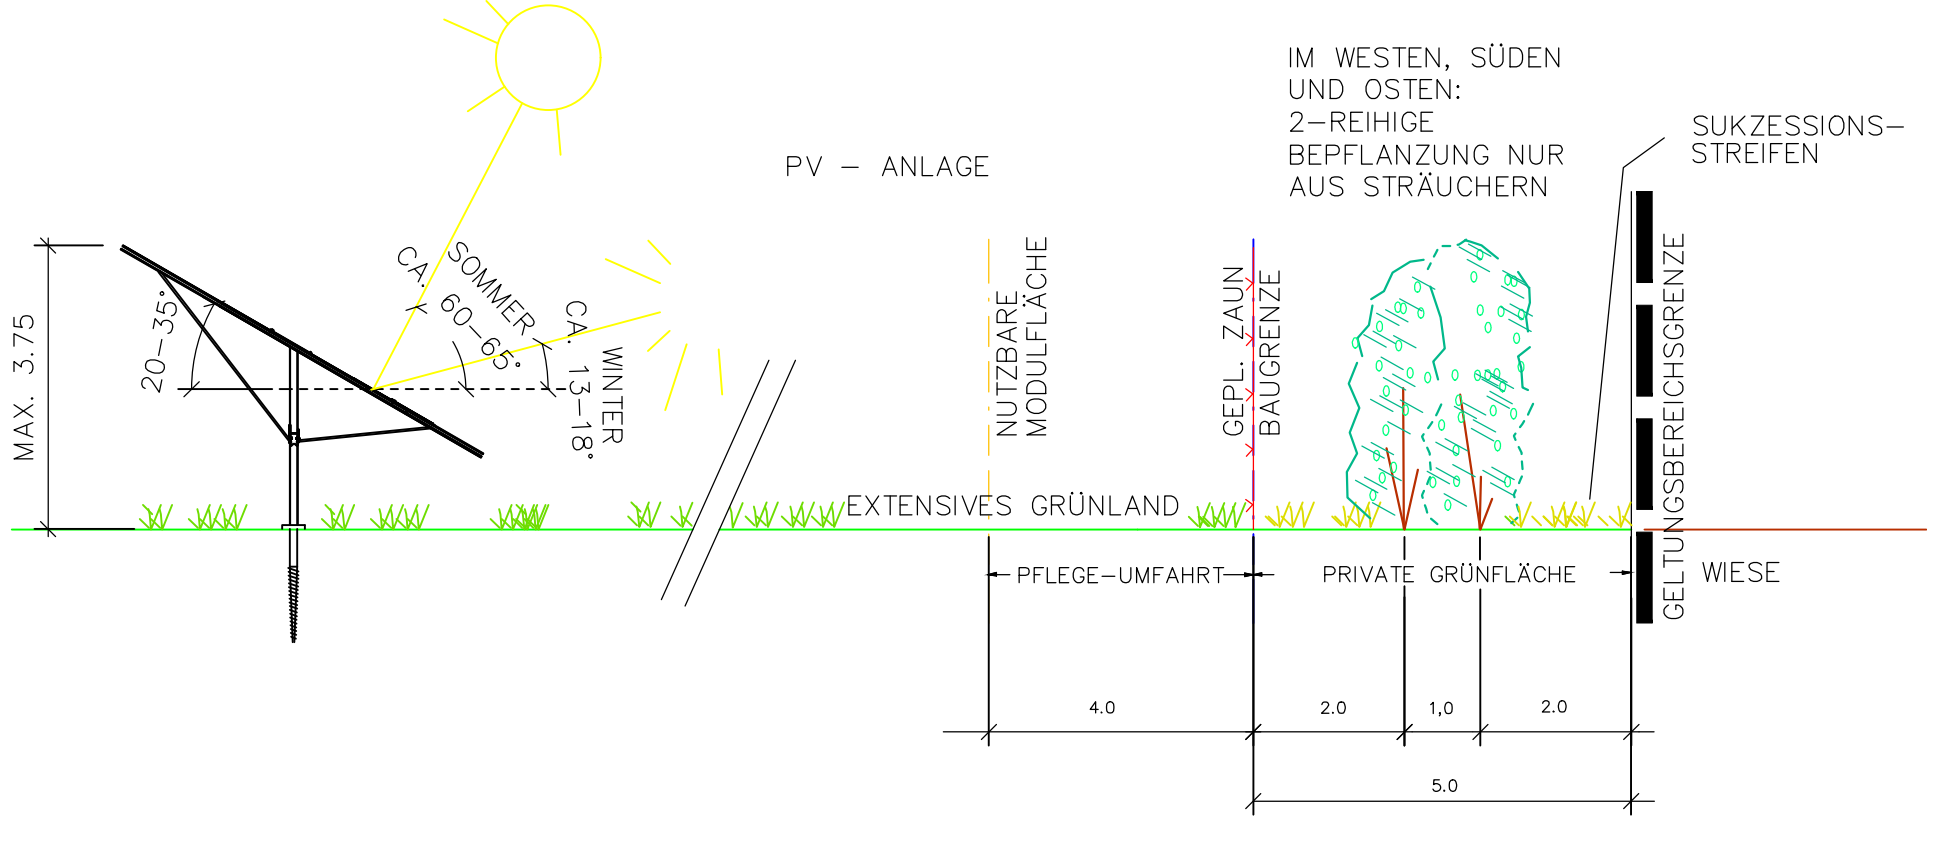 IM WESTEN, SÜDEN
UND OSTEN:
2-REIHIGE
BEPFLANZUNG NUR
AUS STRÄUCHERN
SUKZESSIONS-
STREIFEN
PV - ANLAGE
MAX. 3.75
20-35°
SOMMER
CA. 60-65°
WINTER
CA. 13-18°
NUTZBARE
MODULFLÄCHE
GEPL. ZAUN
BAUGRENZE
GELTUNGSBEREICHSGRENZE
EXTENSIVES GRÜNLAND
PFLEGE-UMFAHRT
PRIVATE GRÜNFLÄCHE
WIESE
4.0
2.0
1,0
2.0
5.0